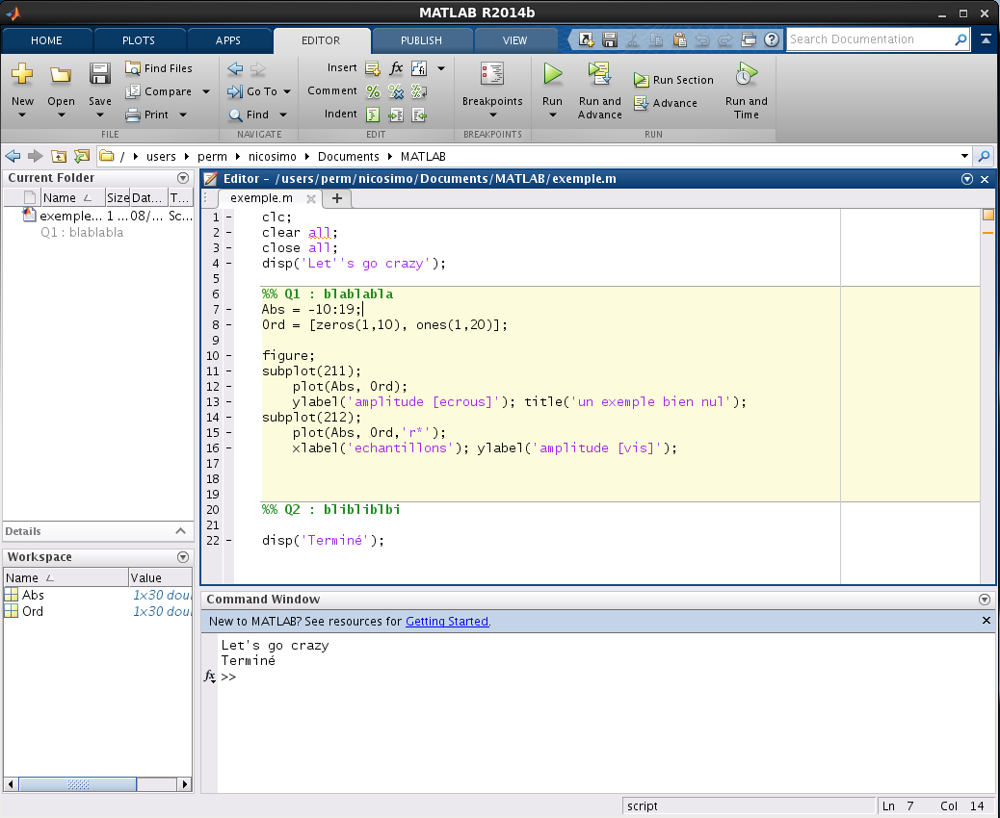 MATLAB R2014b
HOME PLOTS APPS EDITOR PUBLISH VIEW Search Documentation
New Open Save Find Files Compare Print
FILE
Go To Find
NAVIGATE
Insert fx
Comment
Indent
EDIT
Breakpoints
BREAKPOINTS
Run Run and Advance Run Section Advance Run and Time
RUN
/ users perm nicosimo Documents MATLAB
Current Folder
Name Size Dat... T...
exemple... 1 ... 08/... Sc...
Q1 : blablabla
Details
Workspace
Name Value
Abs 1x30 dou
Ord 1x30 dou
Editor - /users/perm/nicosimo/Documents/MATLAB/exemple.m
exemple.m
1 - clc;
2 - clear all;
3 - close all;
4 - disp('Let''s go crazy');
5
6 %% Q1 : blablabla
7 - Abs = -10:19;
8 - Ord = [zeros(1,10), ones(1,20)];
9
10 - figure;
11 - subplot(211);
12 - plot(Abs, Ord);
13 - ylabel('amplitude [ecrous]'); title('un exemple bien nul');
14 - subplot(212);
15 - plot(Abs, Ord,'r*');
16 - xlabel('echantillons'); ylabel('amplitude [vis]');
17
18
19
20 %% Q2 : blibliblbi
21
22 - disp('Terminé');
Command Window
New to MATLAB? See resources for Getting Started.
Let's go crazy
Terminé
fx >>
script Ln 7 Col 14